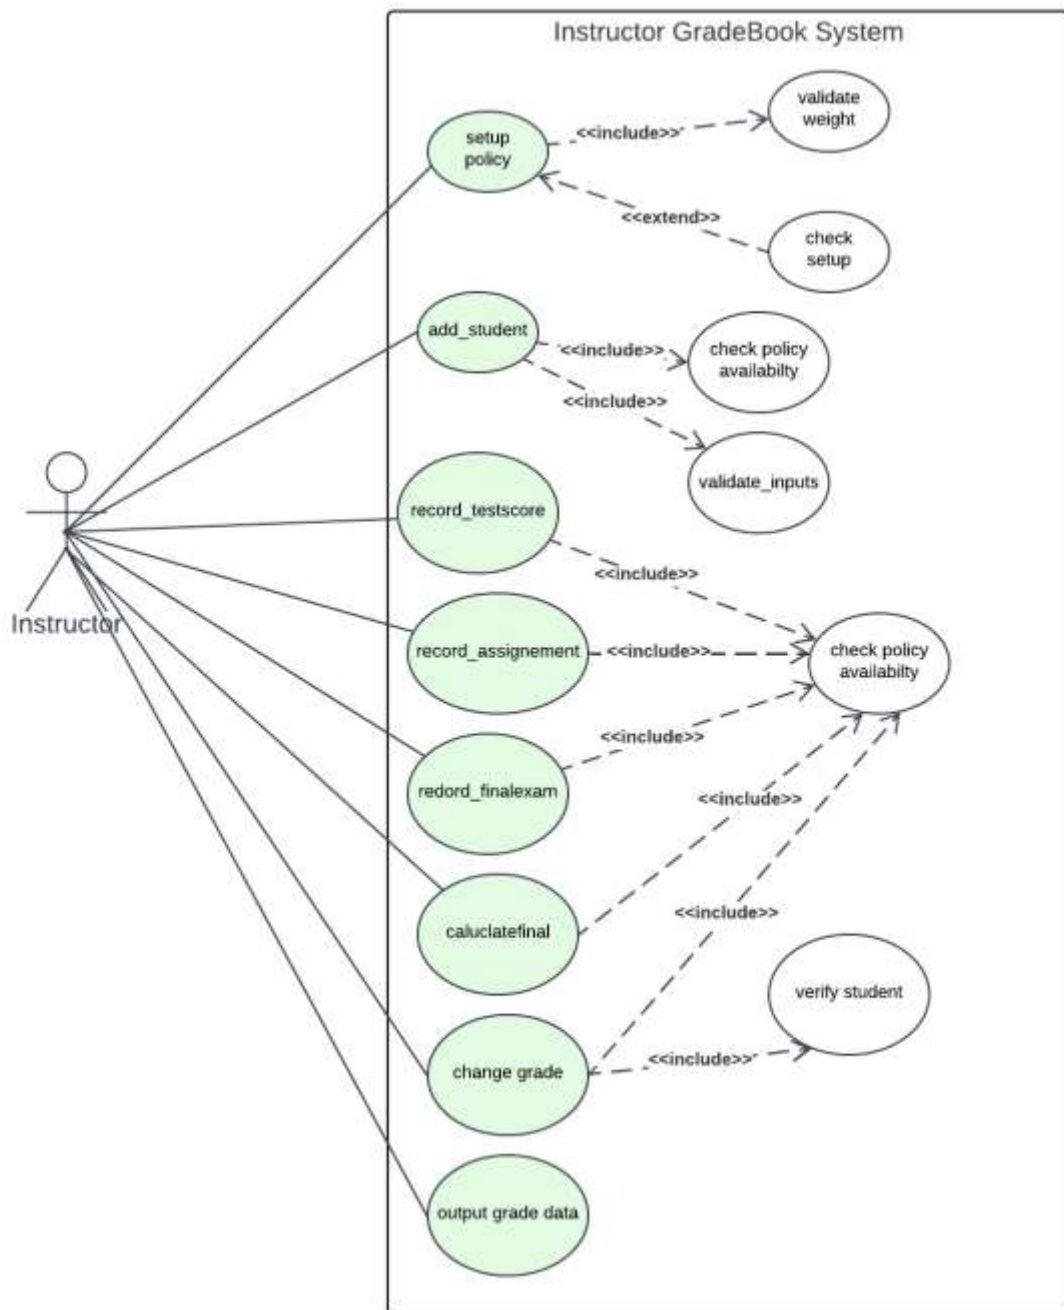 Instructor GradeBook System
validate
weight
setup
policy
<<include>>
<<extend>>
check
setup
add_student
<<include>>
check policy
availabilty
<<include>>
validate_inputs
record_testscore
<<include>>
Instructor
record_assignement
<<include>>
check policy
availabilty
<<include>>
redord_finalexam
<<include>>
caluclatefinal
<<include>>
verify student
<<include>>
change grade
output grade data